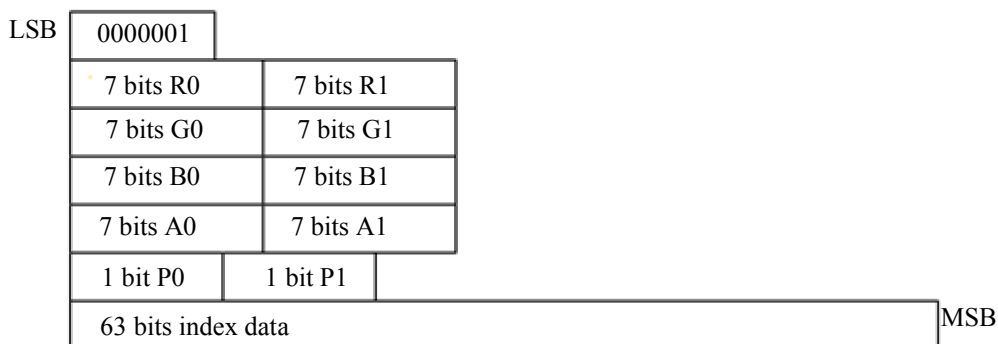 LSB 0000001
7 bits R0 7 bits R1
7 bits G0 7 bits G1
7 bits B0 7 bits B1
7 bits A0 7 bits A1
1 bit P0 1 bit P1
63 bits index data MSB